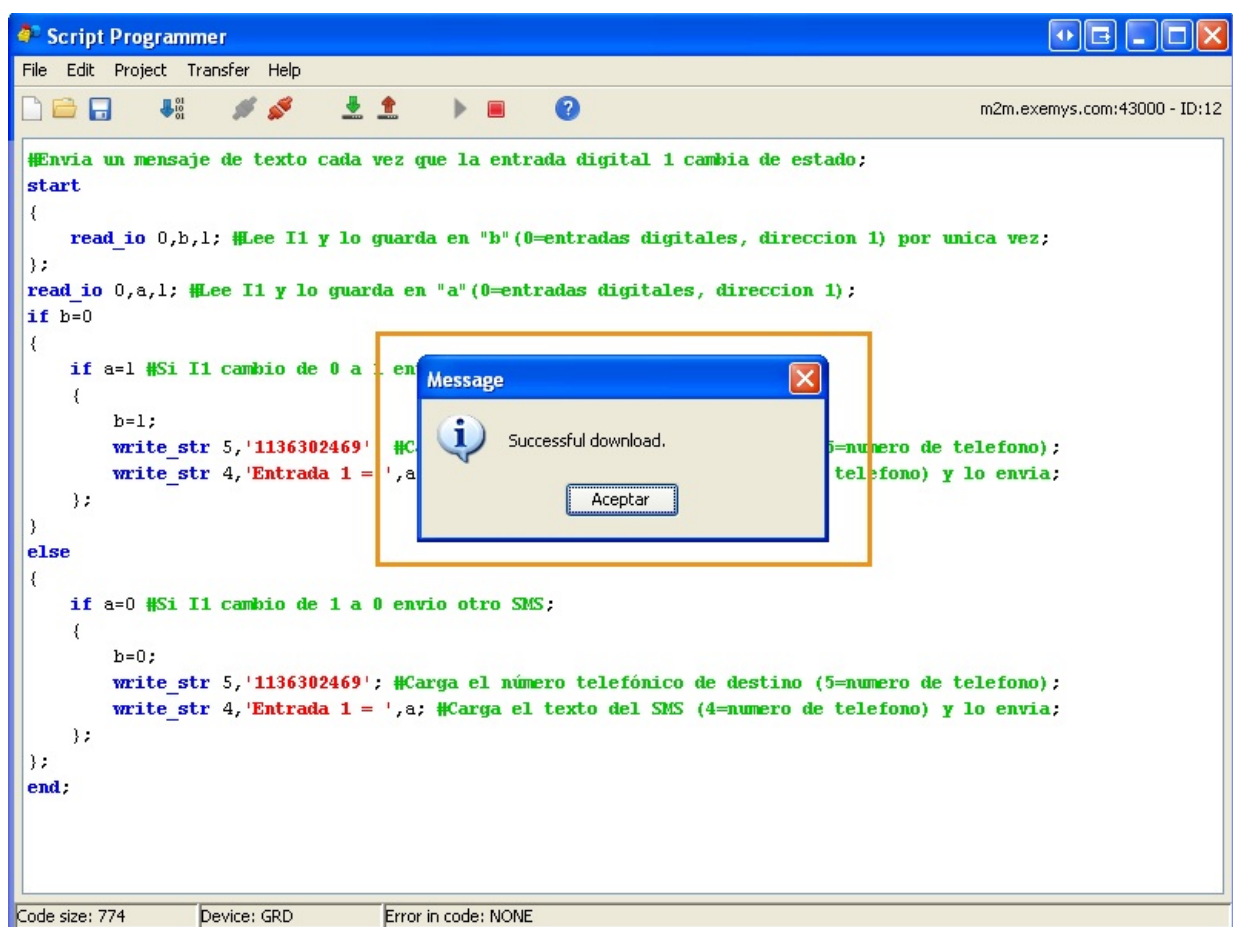 Script Programmer
File Edit Project Transfer Help
m2m.exemys.com:43000 - ID:12
#Envia un mensaje de texto cada vez que la entrada digital 1 cambia de estado;
start
{
read_io 0,b,1; #Lee I1 y lo guarda en "b"(0=entradas digitales, direccion 1) por unica vez;
};
read_io 0,a,1; #Lee I1 y lo guarda en "a"(0=entradas digitales, direccion 1);
if b=0
{
if a=1 #Si I1 cambio de 0 a 1 en
{
b=1;
write_str 5,'1136302469' #C 5=numero de telefono);
write_str 4,'Entrada 1 = ',a telefono) y lo envia;
};
}
else
{
if a=0 #Si I1 cambio de 1 a 0 envio otro SMS;
{
b=0;
write_str 5,'1136302469'; #Carga el número telefónico de destino (5=numero de telefono);
write_str 4,'Entrada 1 = ',a; #Carga el texto del SMS (4=numero de telefono) y lo envia;
};
};
end;
Message
Successful download.
Aceptar
Code size: 774 Device: GRD Error in code: NONE